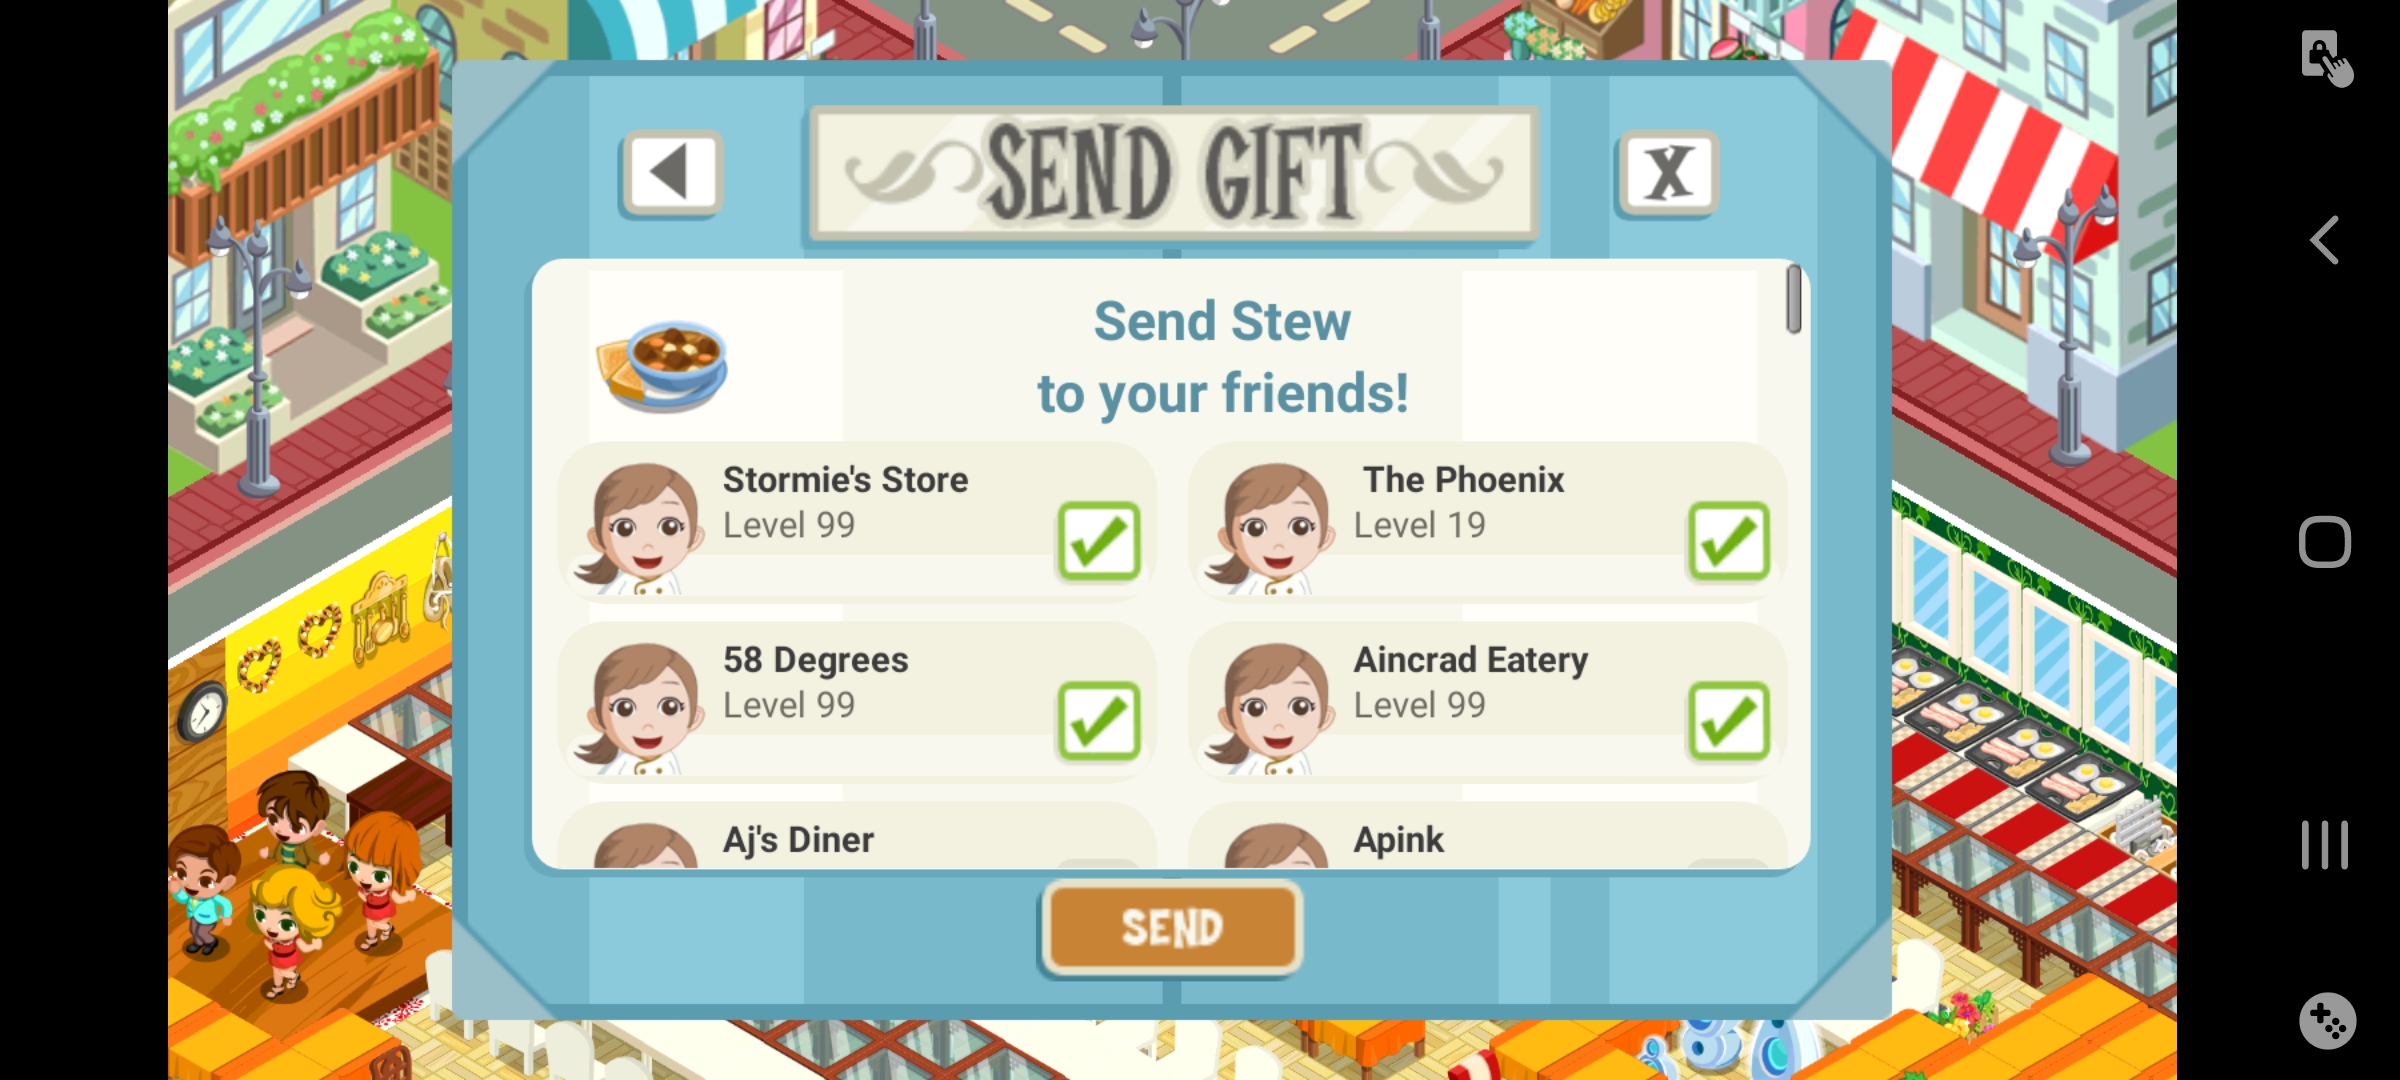 SEND GIFT
X
Send Stew
to your friends!
Stormie's Store
Level 99
The Phoenix
Level 19
58 Degrees
Level 99
Aincrad Eatery
Level 99
Aj's Diner
Apink
SEND